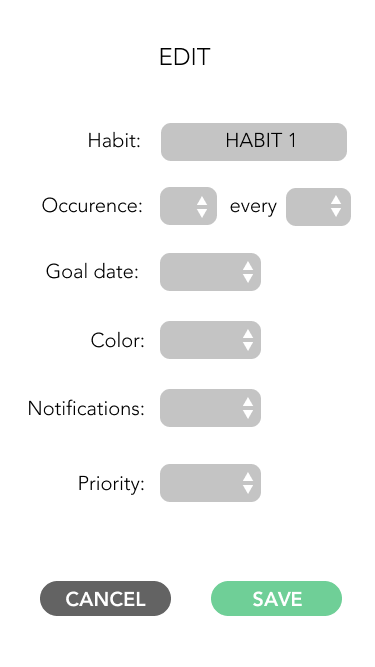 EDIT
Habit: HABIT 1
Occurence: every
Goal date:
Color:
Notifications:
Priority:
CANCEL SAVE